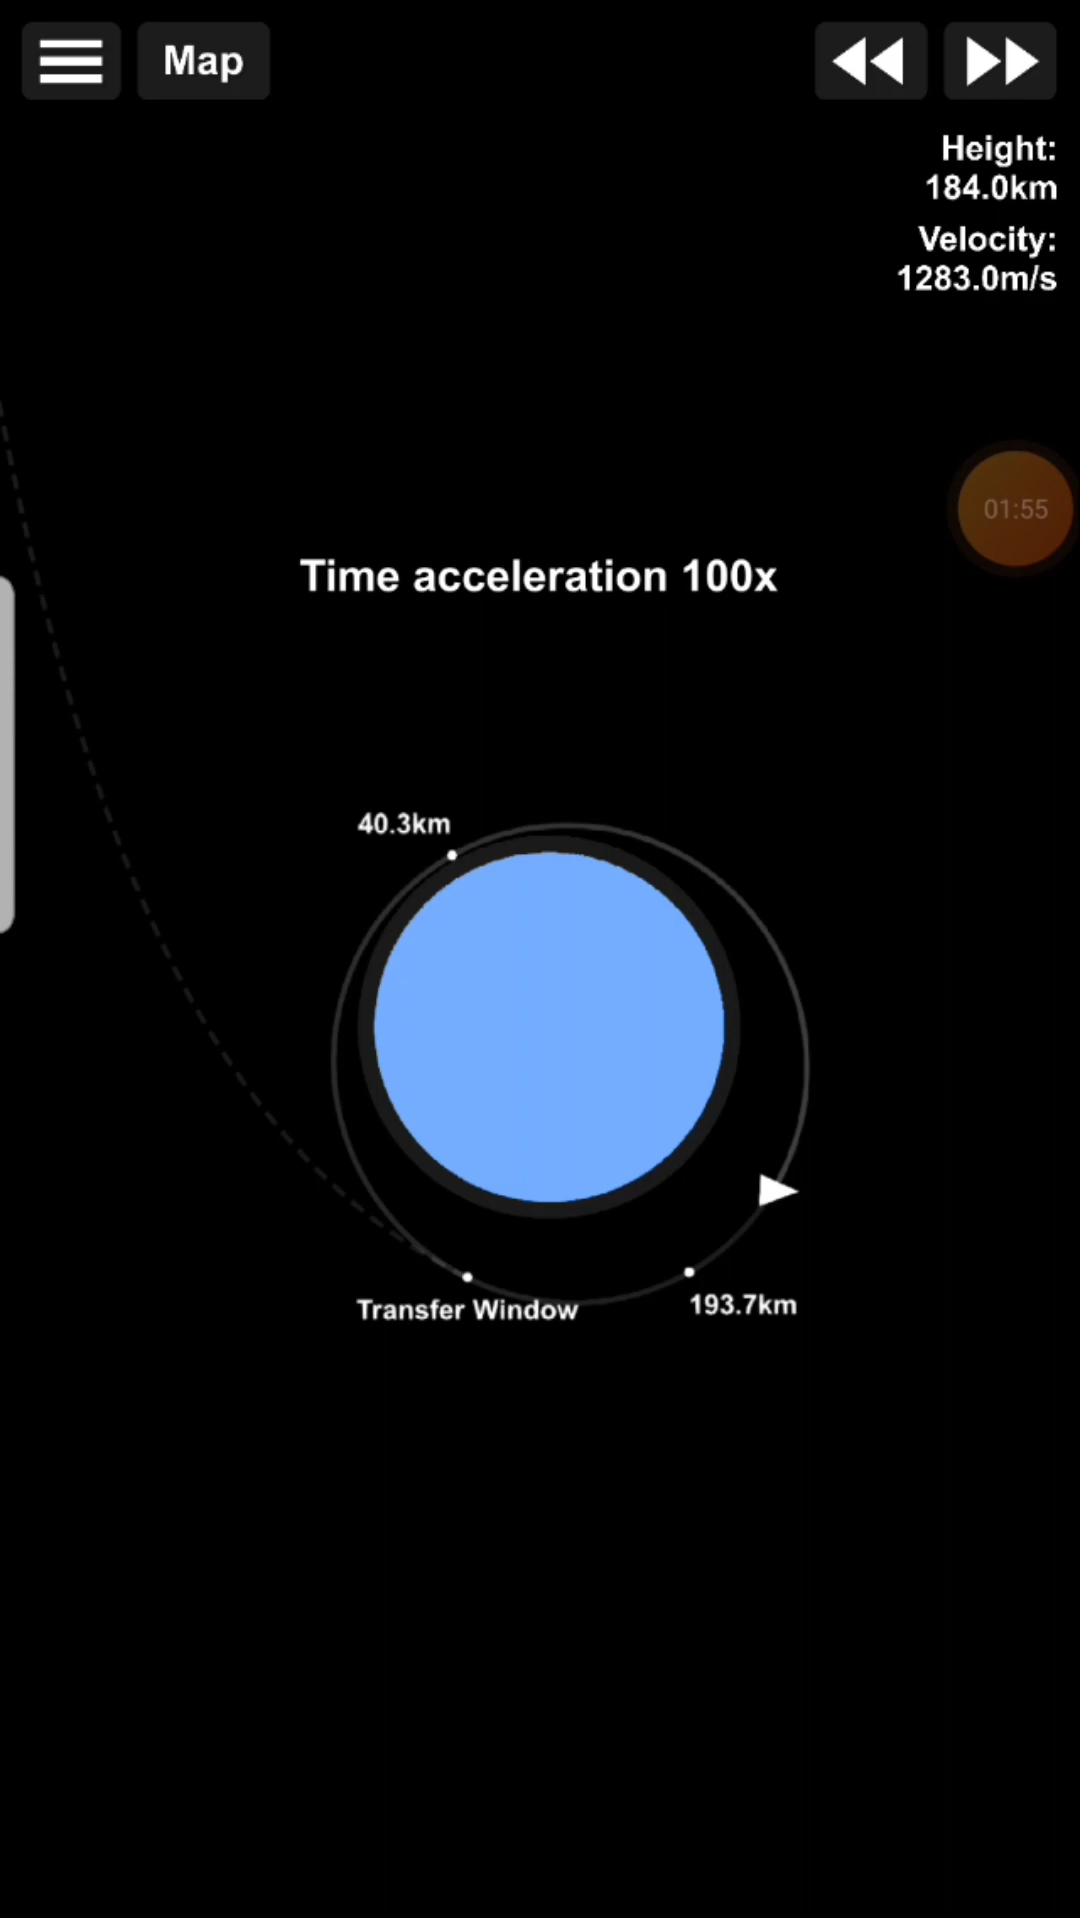 Map
Height:
184.0km
Velocity:
1283.0m/s
01:55
Time acceleration 100x
40.3km
Transfer Window
193.7km